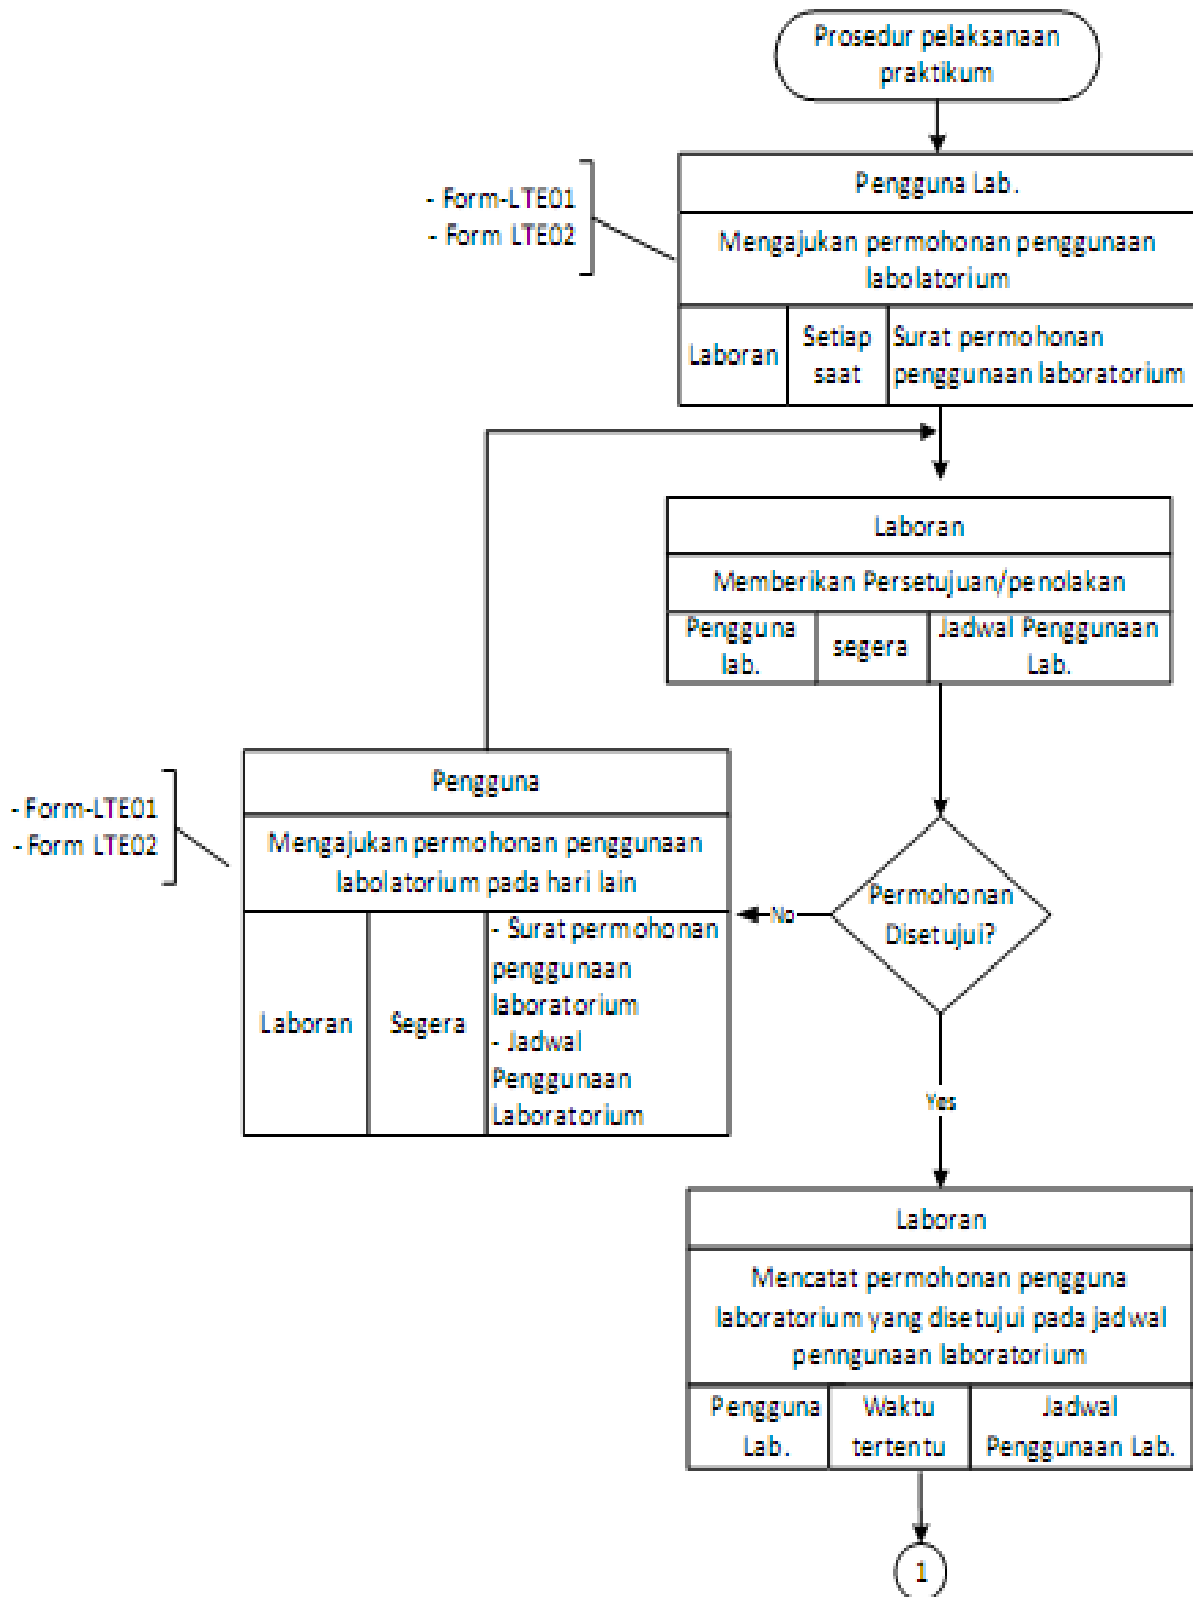 Prosedur pelaksanaan
praktikum
- Form-LTE01
- Form LTE02
Pengguna Lab.
Mengajukan permohonan penggunaan
labolatorium
Laboran
Setiap
saat
Surat permohonan
penggunaan laboratorium
Laboran
Memberikan Persetujuan/penolakan
Pengguna
lab.
segera
Jadwal Penggunaan
Lab.
- Form-LTE01
- Form LTE02
Pengguna
Mengajukan permohonan penggunaan
labolatorium pada hari lain
Laboran
Segera
- Surat permohonan
penggunaan
laboratorium
- Jadwal
Penggunaan
Laboratorium
No
Permohonan
Disetujui?
Yes
Laboran
Mencatat permohonan pengguna
laboratorium yang disetujui pada jadwal
penngunaan laboratorium
Pengguna
Lab.
Waktu
tertentu
Jadwal
Penggunaan Lab.
1